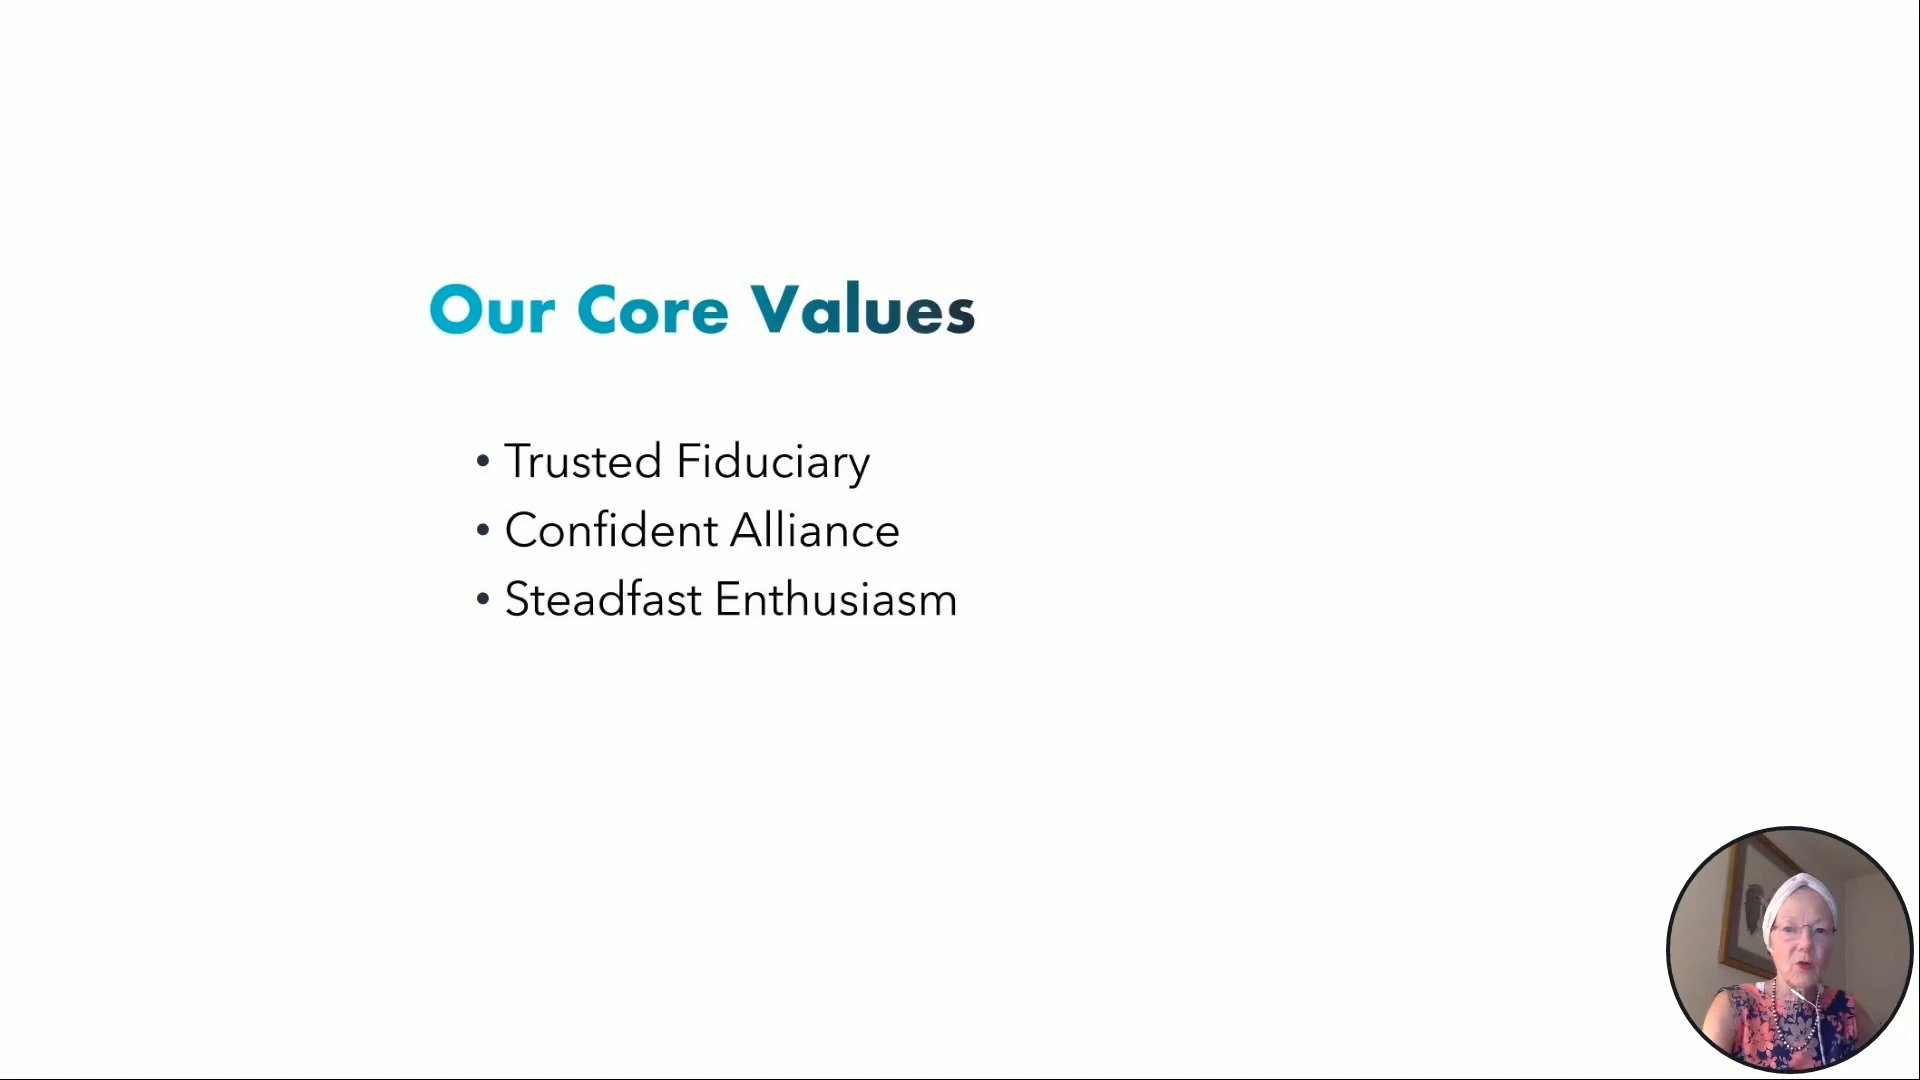 Our Core Values
• Trusted Fiduciary
• Confident Alliance
• Steadfast Enthusiasm